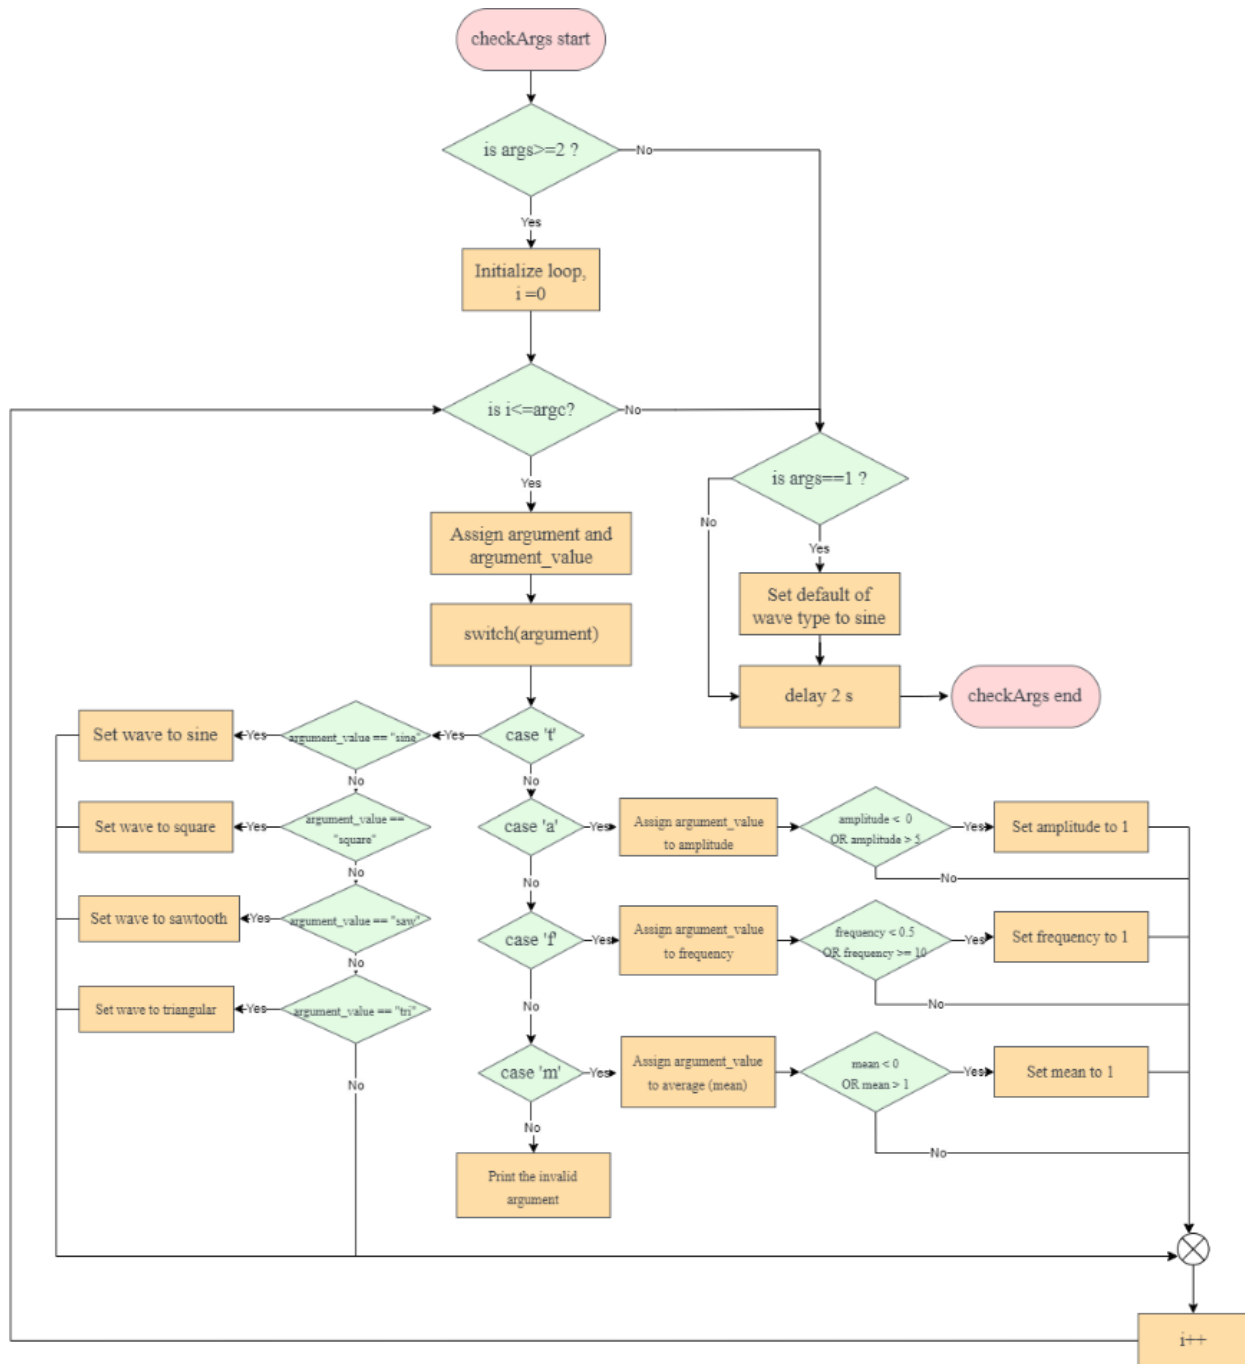 checkArgs start
is args>=2 ?
No
Yes
Initialize loop,
i =0
is i<=argc?
No
Yes
is args==1 ?
No
Yes
Assign argument and
argument_value
Set default of
wave type to sine
switch(argument)
delay 2 s
checkArgs end
Set wave to sine
Yes
argument_value == "sine"
Yes
case 't'
No
No
Set wave to square
Yes
argument_value ==
"square"
case 'a'
Yes
Assign argument_value
to amplitude
amplitude < 0
OR amplitude > 5
Yes
Set amplitude to 1
No
No
No
Set wave to sawtooth
Yes
argument_value == "saw"
case 'f'
Yes
Assign argument_value
to frequency
frequency < 0.5
OR frequency >= 10
Yes
Set frequency to 1
No
No
No
Set wave to triangular
Yes
argument_value == "tri"
No
case 'm'
Yes
Assign argument_value
to average (mean)
mean < 0
OR mean > 1
Yes
Set mean to 1
No
No
Print the invalid
argument
i++